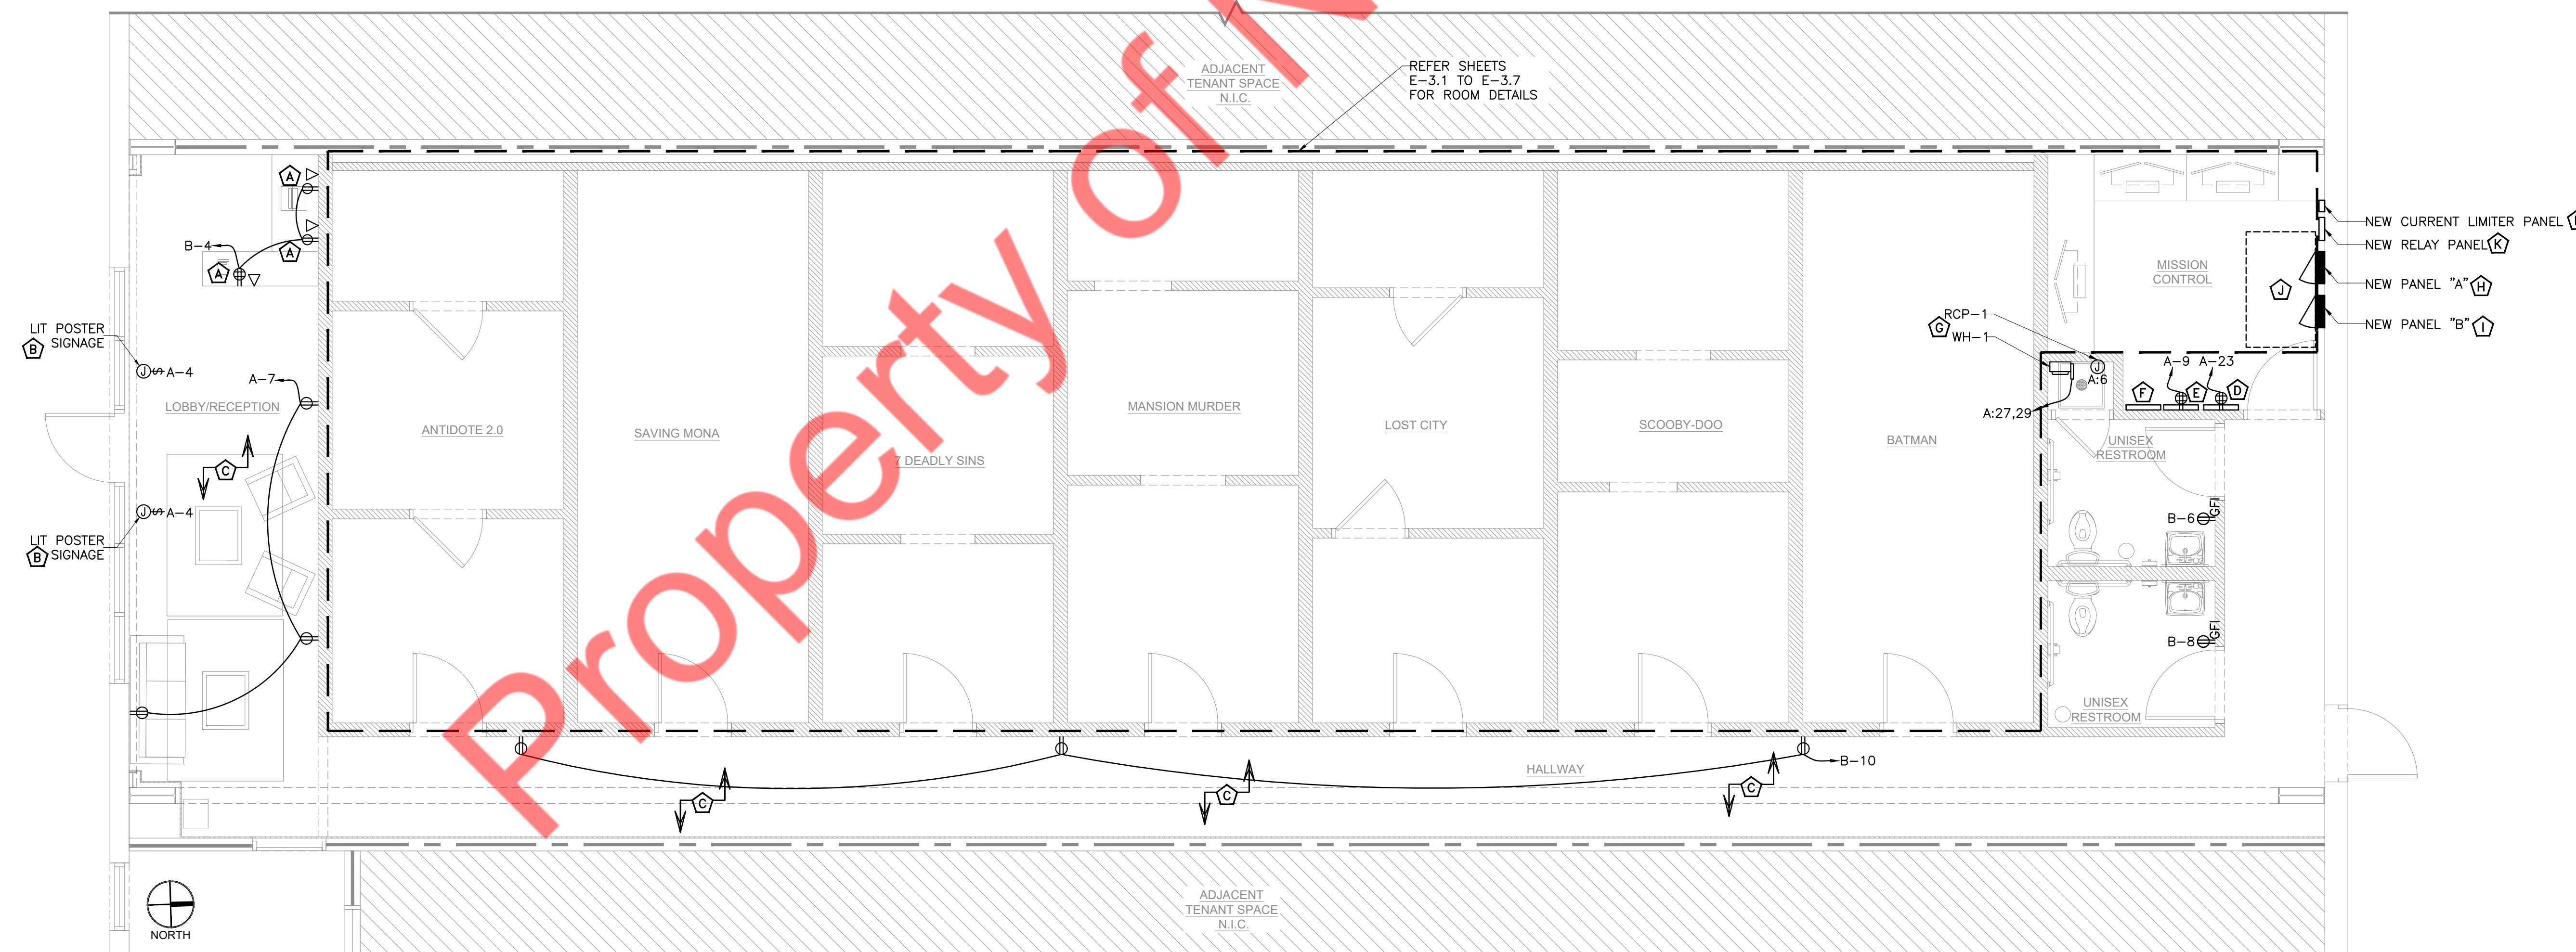 ADJACENT
TENANT SPACE
N.I.C.
REFER SHEETS
E-3.1 TO E-3.7
FOR ROOM DETAILS
A
A
A
B-4
NEW CURRENT LIMITER PANEL
NEW RELAY PANEL K
NEW PANEL "A" H
NEW PANEL "B" I
MISSION
CONTROL
J
LIT POSTER
B SIGNAGE
J A-4
LOBBY/RECEPTION
A-7
C
J A-4
LIT POSTER
B SIGNAGE
ANTIDOTE 2.0
SAVING MONA
7 DEADLY SINS
MANSION MURDER
LOST CITY
SCOOBY-DOO
BATMAN
RCP-1
G WH-1
J
A:6
A:27,29
A-9 A-23
F E D
UNISEX
RESTROOM
B-6 GFI
B-8 GFI
UNISEX
RESTROOM
HALLWAY
B-10
C
C
C
ADJACENT
TENANT SPACE
N.I.C.
NORTH
Property of